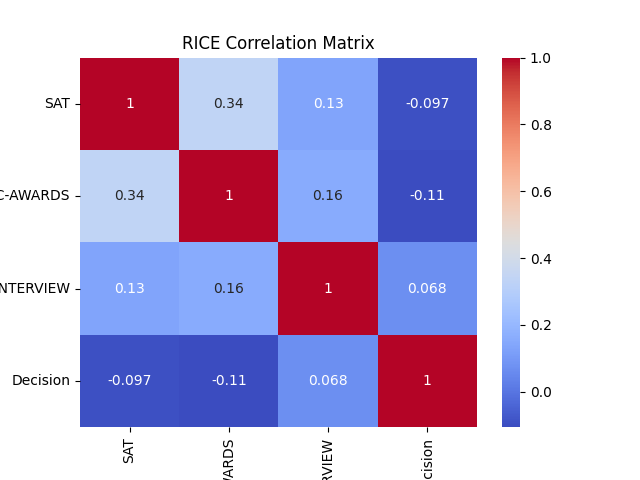 RICE Correlation Matrix
SAT 1 0.34 0.13 -0.097
C-AWARDS 0.34 1 0.16 -0.11
NTERVIEW 0.13 0.16 1 0.068
Decision -0.097 -0.11 0.068 1
SAT
WARDS
RVIEW
cision
1.0
0.8
0.6
0.4
0.2
0.0